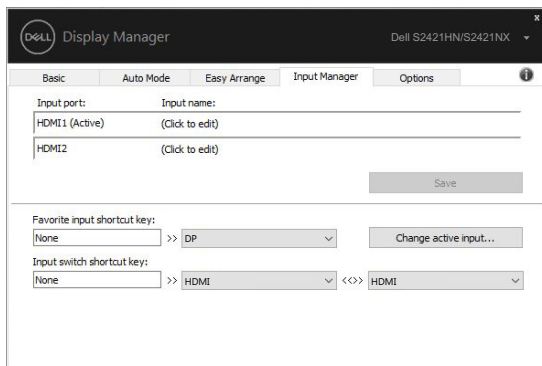 x
DELL Display Manager Dell S2421HN/S2421NX
Basic Auto Mode Easy Arrange Input Manager Options i
Input port: Input name:
HDMI1 (Active) (Click to edit)
HDMI2 (Click to edit)
Save
Favorite input shortcut key:
None >> DP Change active input...
Input switch shortcut key:
None >> HDMI <<>> HDMI